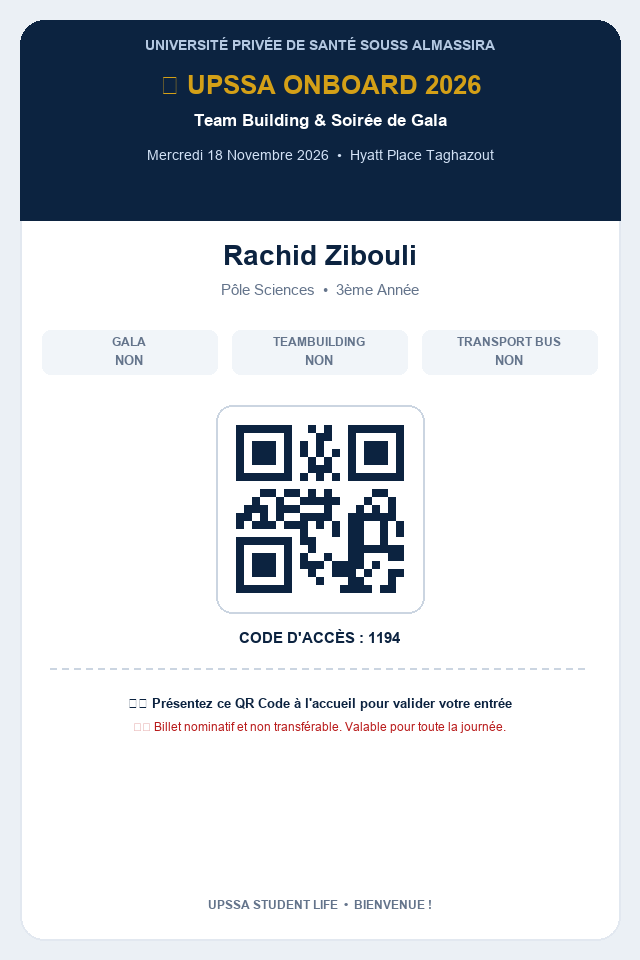 UNIVERSITÉ PRIVÉE DE SANTÉ SOUSS ALMASSIRA
UPSSA ONBOARD 2026
Team Building & Soirée de Gala
Mercredi 18 Novembre 2026 • Hyatt Place Taghazout
Rachid Zibouli
Pôle Sciences • 3ème Année
GALA TEAMBUILDING TRANSPORT BUS
NON NON NON
CODE D'ACCÈS : 1194
Présentez ce QR Code à l'accueil pour valider votre entrée
Billet nominatif et non transférable. Valable pour toute la journée.
UPSSA STUDENT LIFE • BIENVENUE !